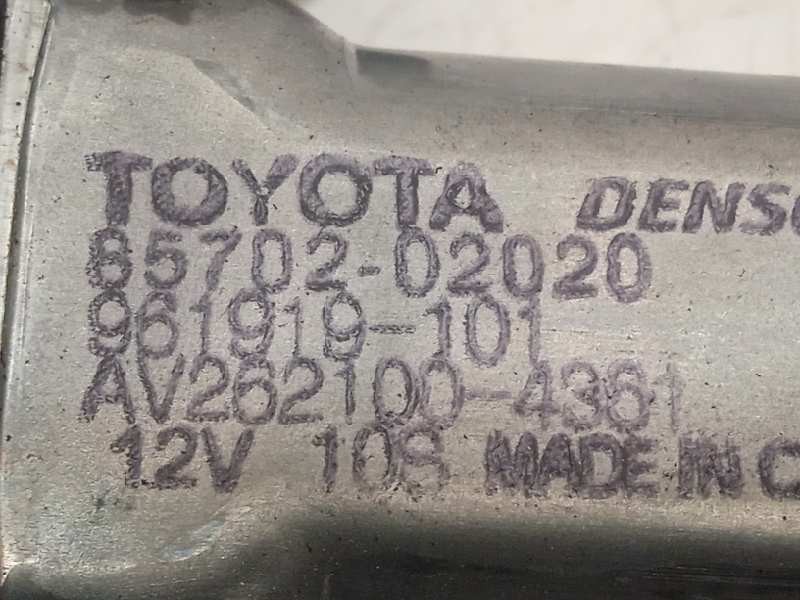 TOYOTA DENSO
85702-02020
961919-101
AV262100-4361
12V 10S MADE IN C